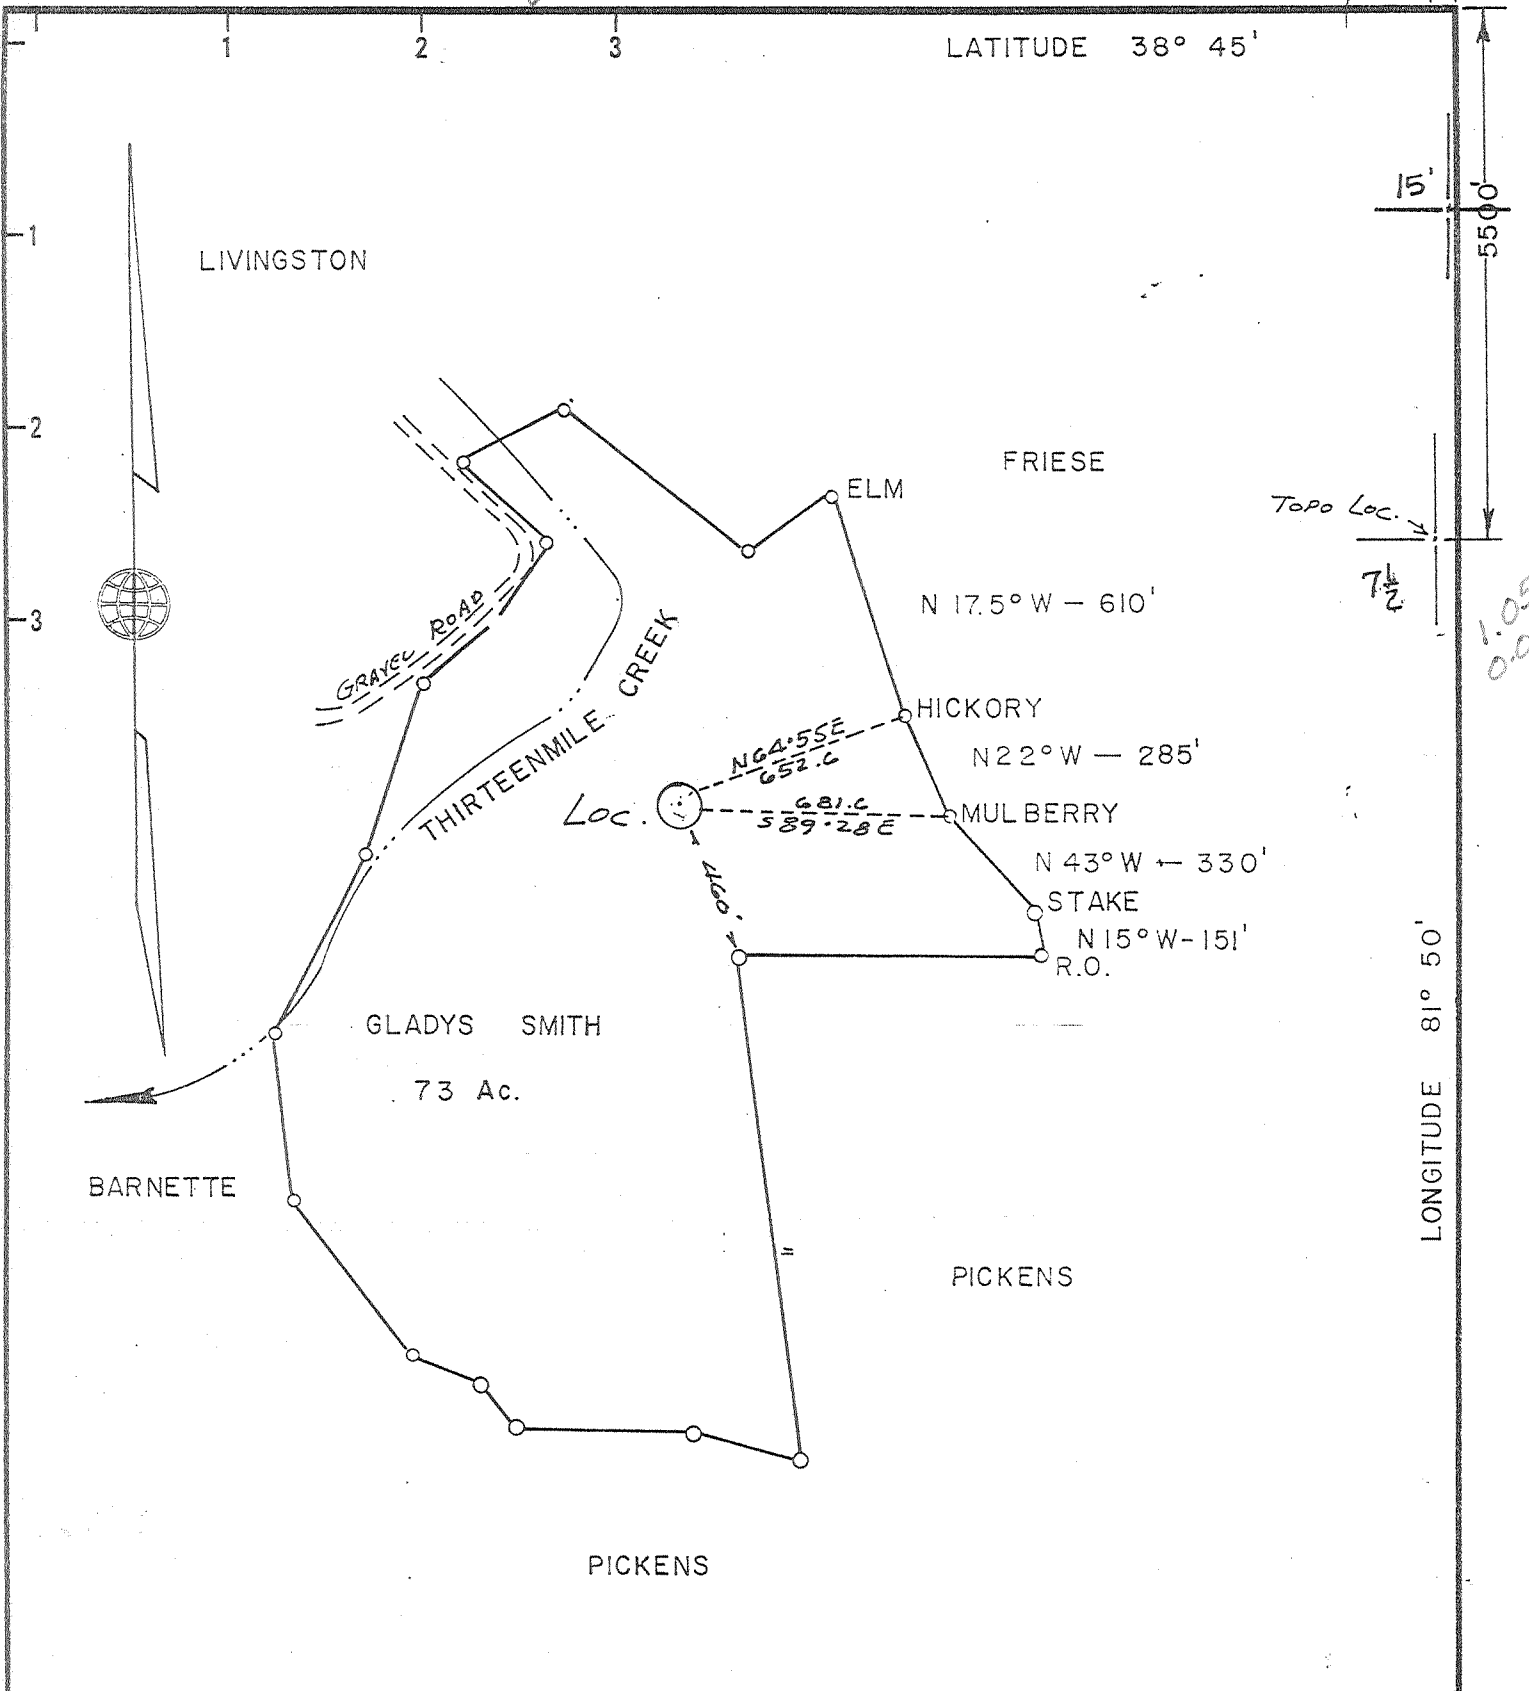 1 2 3
LATITUDE 38° 45'
15'
5500'
1
LIVINGSTON
2
FRIESE
ELM
TOPO LOC.
7½
3
N 17.5° W – 610'
GRAVEL ROAD
THIRTEENMILE CREEK
HICKORY
N64·55E
652.6
N22° W — 285'
LOC.
681.6
S89·28E
MULBERRY
N 43° W – 330'
460'
STAKE
N 15° W-151'
R.O.
GLADYS SMITH
73 Ac.
LONGITUDE 81° 50'
BARNETTE
=
PICKENS
PICKENS